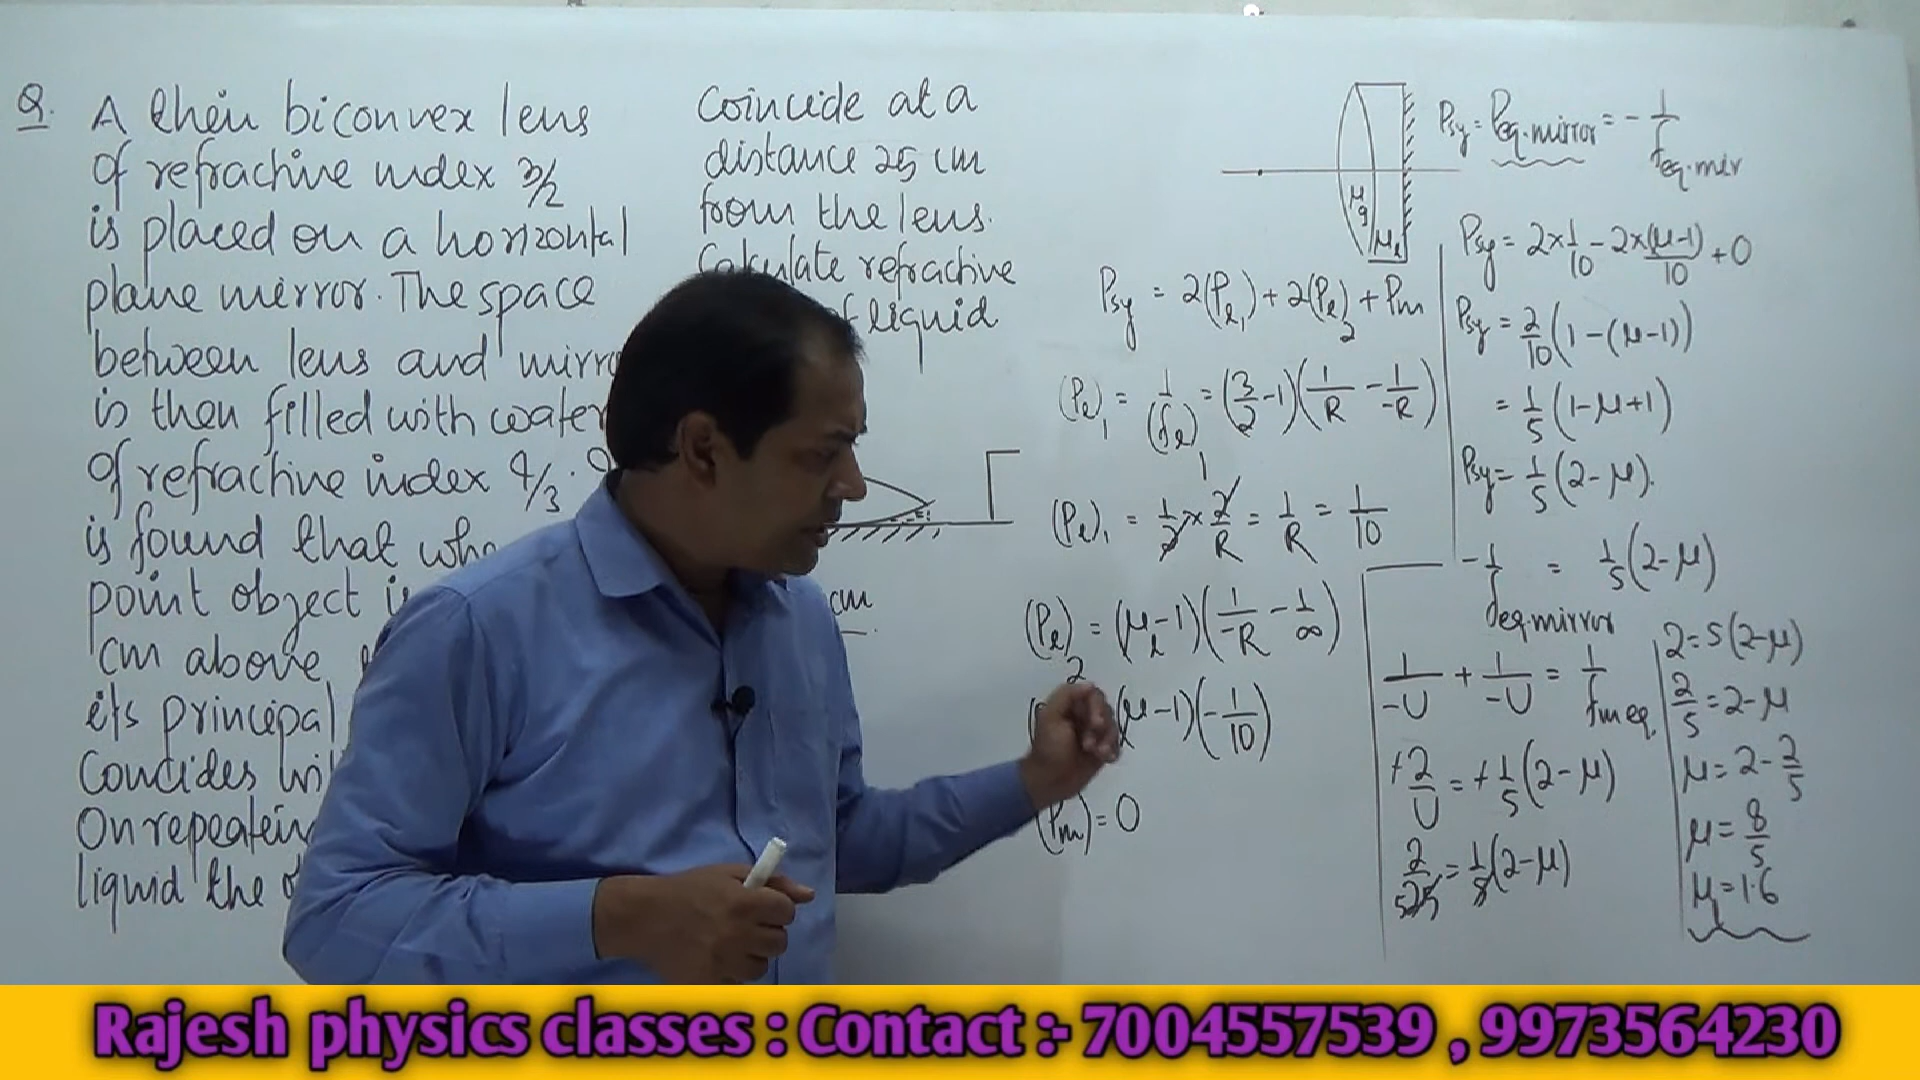 Q. A thin biconvex lens
of refractive index 3/2
is placed on a horizontal
plane mirror. The space
between lens and mirro
is then filled with water
of refractive index 4/3.
is found that
point object
cm above
its principal
Concides
On repeating
liquid the
Coincide at a
distance 25 cm
from the lens.
Calculate refractive
liquid
cm
μg
μl
Psy = Peq.mirror = - 1/feq.mir
Psy = 2(Pl)1 + 2(Pl)2 + Pm
(Pl)1 = 1/(fl)1 = (3/2 - 1)(1/R - 1/-R)
(Pl)1 = 1/2 × 2/R = 1/R = 1/10
(Pl)2 = (μl - 1)(1/-R - 1/∞)
(μ - 1)(-1/10)
(Pm) = 0
Psy = 2×1/10 - 2×(μ-1)/10 + 0
Psy = 2/10(1-(μ-1))
= 1/5(1-μ+1)
Psy = 1/5(2-μ).
-1/feq.mirror = 1/5(2-μ)
1/-U + 1/-U = 1/fm eq
+2/U = +1/5(2-μ)
2/25 = 1/5(2-μ)
2 = 5(2-μ)
2/5 = 2-μ
μ = 2 - 2/5
μ = 8/5
μ = 1.6
Rajesh physics classes : Contact :- 7004557539 , 9973564230